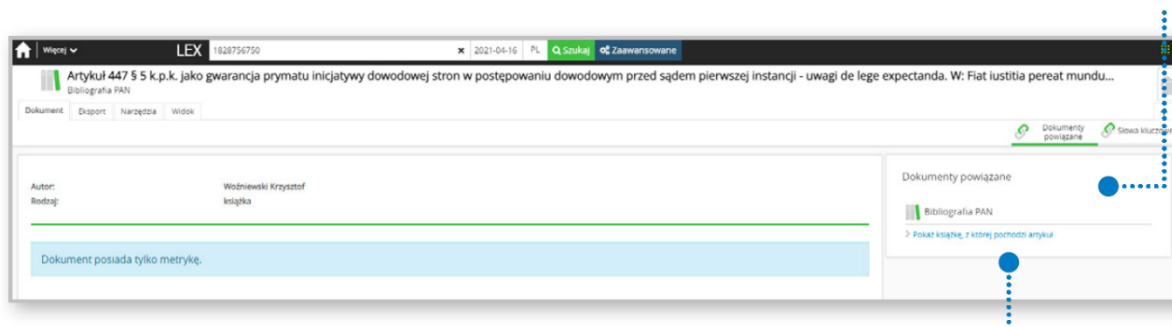 Więcej LEX 1828756750 2021-04-16 PL Szukaj Zaawansowane
Artykuł 447 § 5 k.p.k. jako gwarancja prymatu inicjatywy dowodowej stron w postępowaniu dowodowym przed sądem pierwszej instancji - uwagi de lege expectanda. W: Fiat iustitia pereat mundu...
Bibliografia PAN
Dokument Eksport Narzędzia Widok
Dokumenty powiązane Słowa kluczowe
Autor: Woźniewski Krzysztof
Rodzaj: książka
Dokument posiada tylko metrykę.
Dokumenty powiązane
Bibliografia PAN
Pokaż książkę, z której pochodzi artykuł